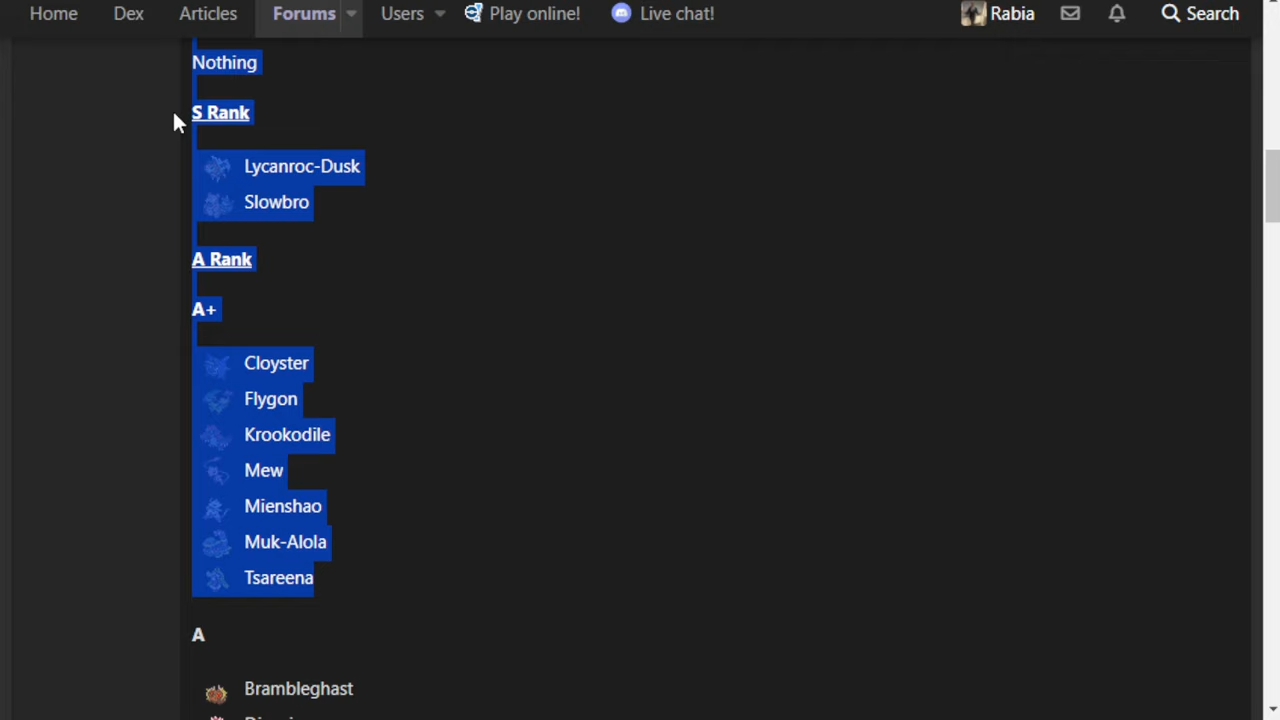 Home Dex Articles Forums Users Play online! Live chat! Rabia Search
Nothing
S Rank
Lycanroc-Dusk
Slowbro
A Rank
A+
Cloyster
Flygon
Krookodile
Mew
Mienshao
Muk-Alola
Tsareena
A
Brambleghast